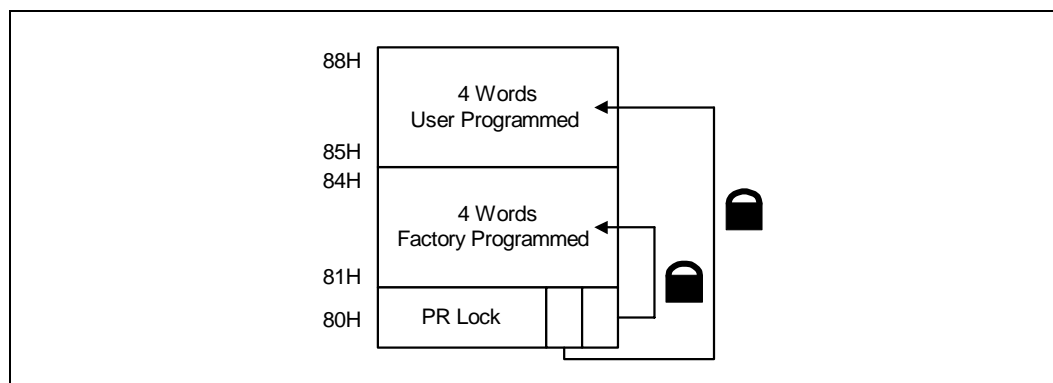 88H
4 Words
User Programmed
85H
84H
4 Words
Factory Programmed
81H
80H
PR Lock